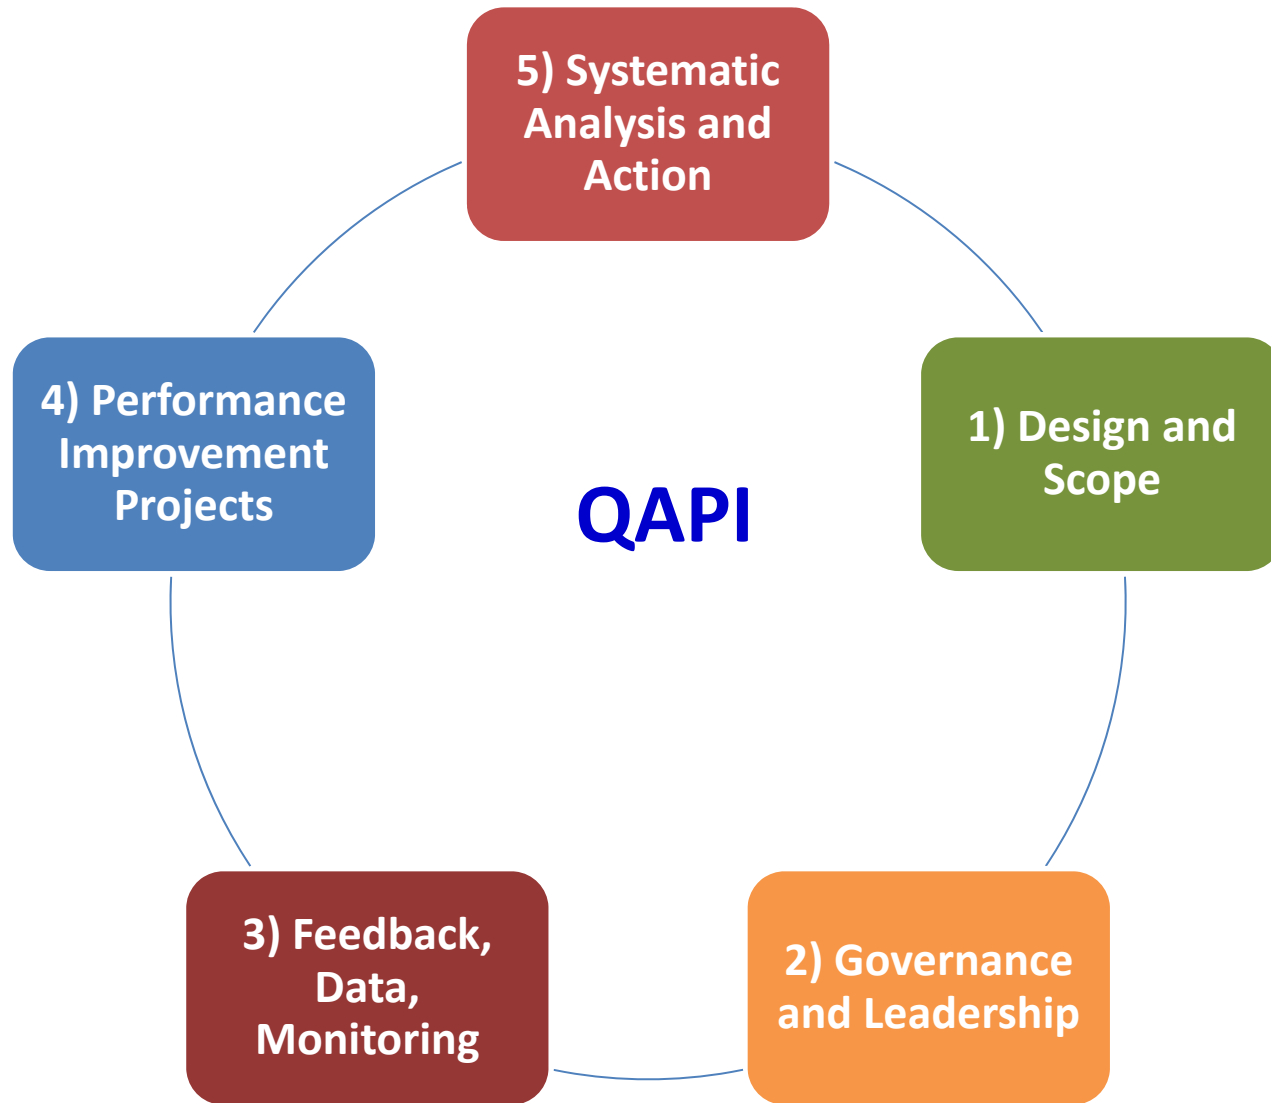 5) Systematic
Analysis and
Action
4) Performance
Improvement
Projects
1) Design and
Scope
QAPI
3) Feedback,
Data,
Monitoring
2) Governance
and Leadership